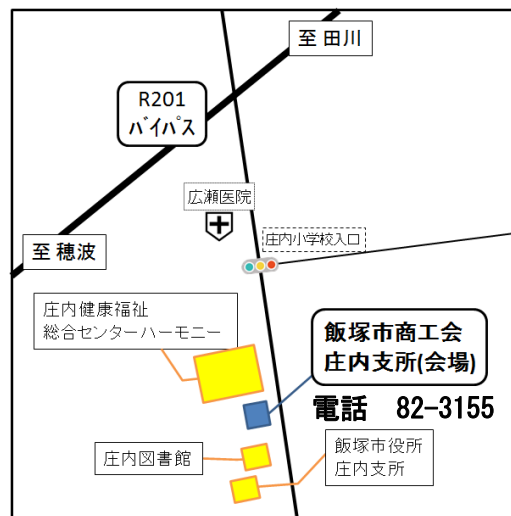 至 田川
R201
バイパス
広瀬医院
庄内小学校入口
至 穂波
庄内健康福祉
総合センターハーモニー
飯塚市商工会
庄内支所(会場)
電話 82-3155
庄内図書館
飯塚市役所
庄内支所